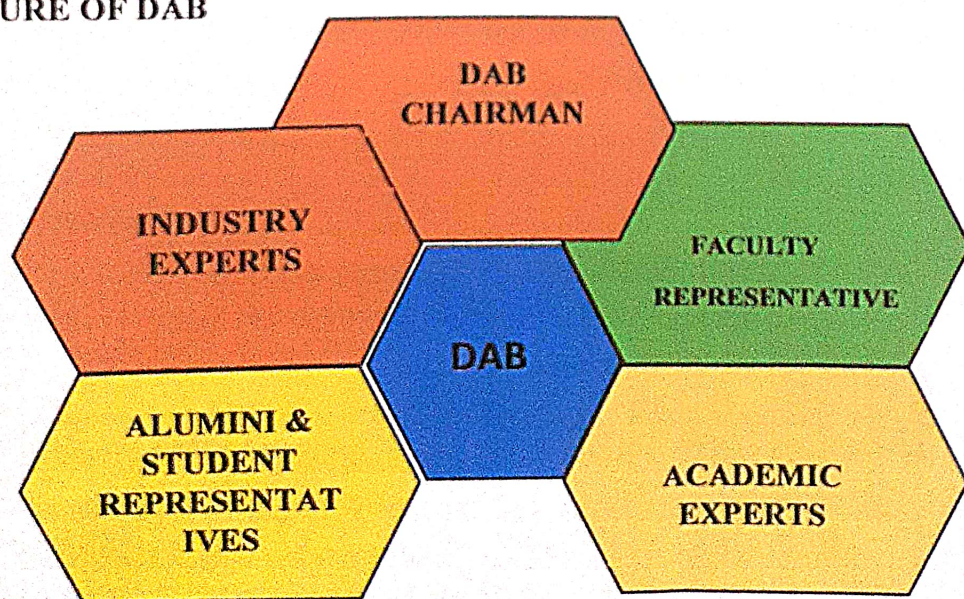 URE OF DAB
DAB
CHAIRMAN
INDUSTRY
EXPERTS
FACULTY
REPRESENTATIVE
DAB
ALUMINI &
STUDENT
REPRESENTAT
IVES
ACADEMIC
EXPERTS